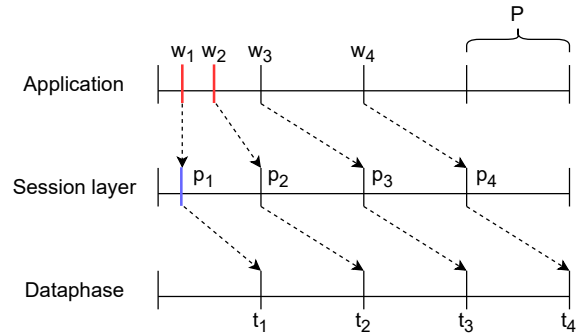 P
w1 w2 w3 w4
Application
p1 p2 p3 p4
Session layer
Dataphase
t1 t2 t3 t4